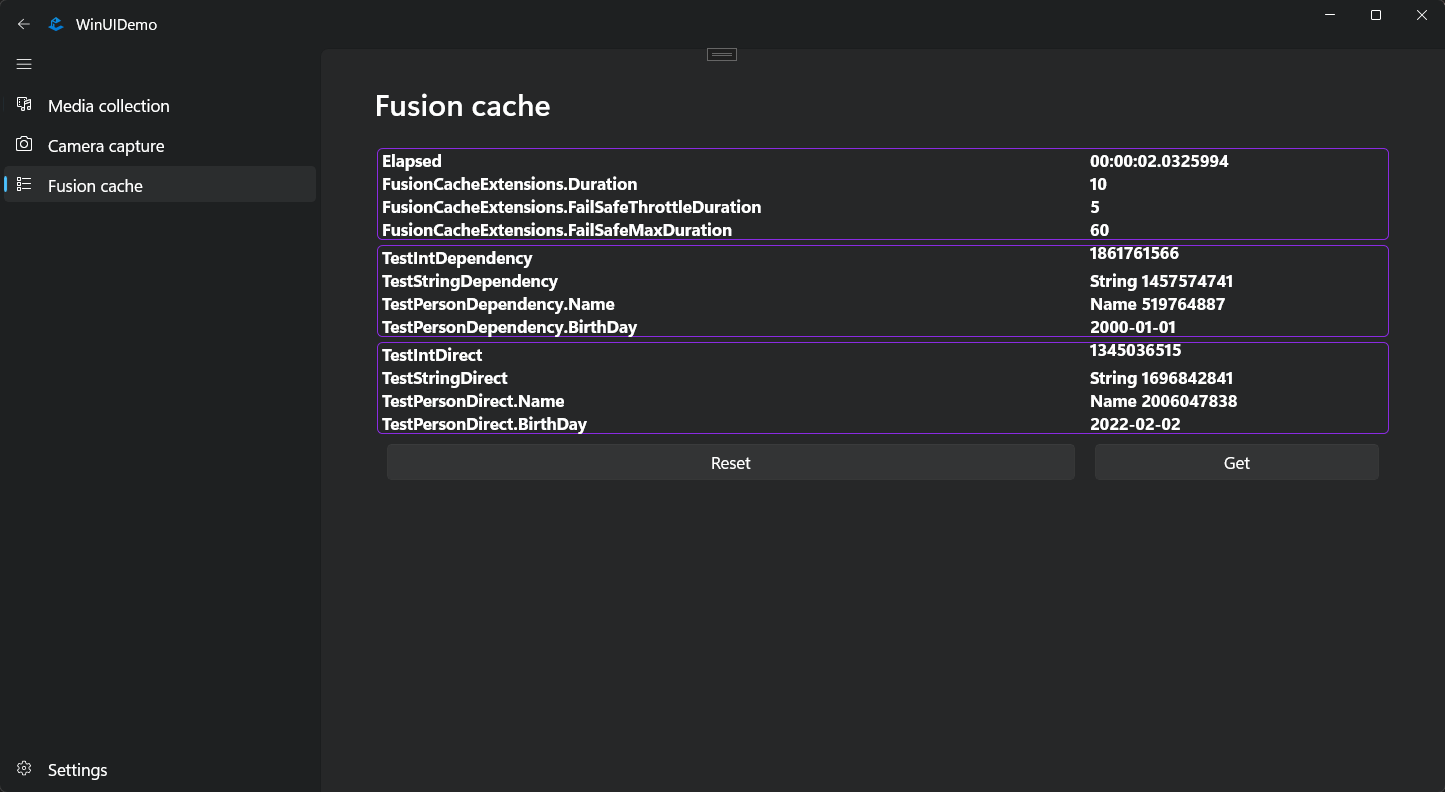 WinUIDemo
Media collection
Camera capture
Fusion cache
Settings
Fusion cache
Elapsed 00:00:02.0325994
FusionCacheExtensions.Duration 10
FusionCacheExtensions.FailSafeThrottleDuration 5
FusionCacheExtensions.FailSafeMaxDuration 60
TestIntDependency 1861761566
TestStringDependency String 1457574741
TestPersonDependency.Name Name 519764887
TestPersonDependency.BirthDay 2000-01-01
TestIntDirect 1345036515
TestStringDirect String 1696842841
TestPersonDirect.Name Name 2006047838
TestPersonDirect.BirthDay 2022-02-02
Reset Get